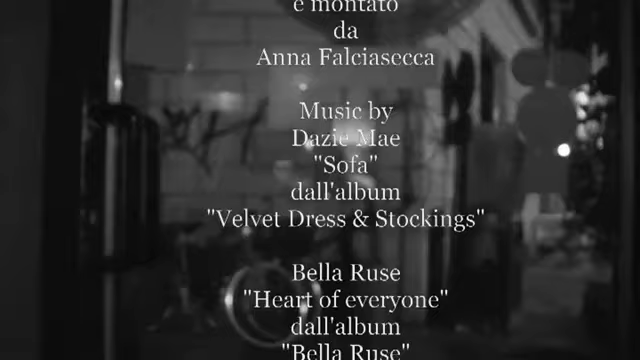 e montato
da
Anna Falciasecca
Music by
Dazie Mae
"Sofa"
dall'album
"Velvet Dress & Stockings"
Bella Ruse
"Heart of everyone"
dall'album
"Bella Ruse"